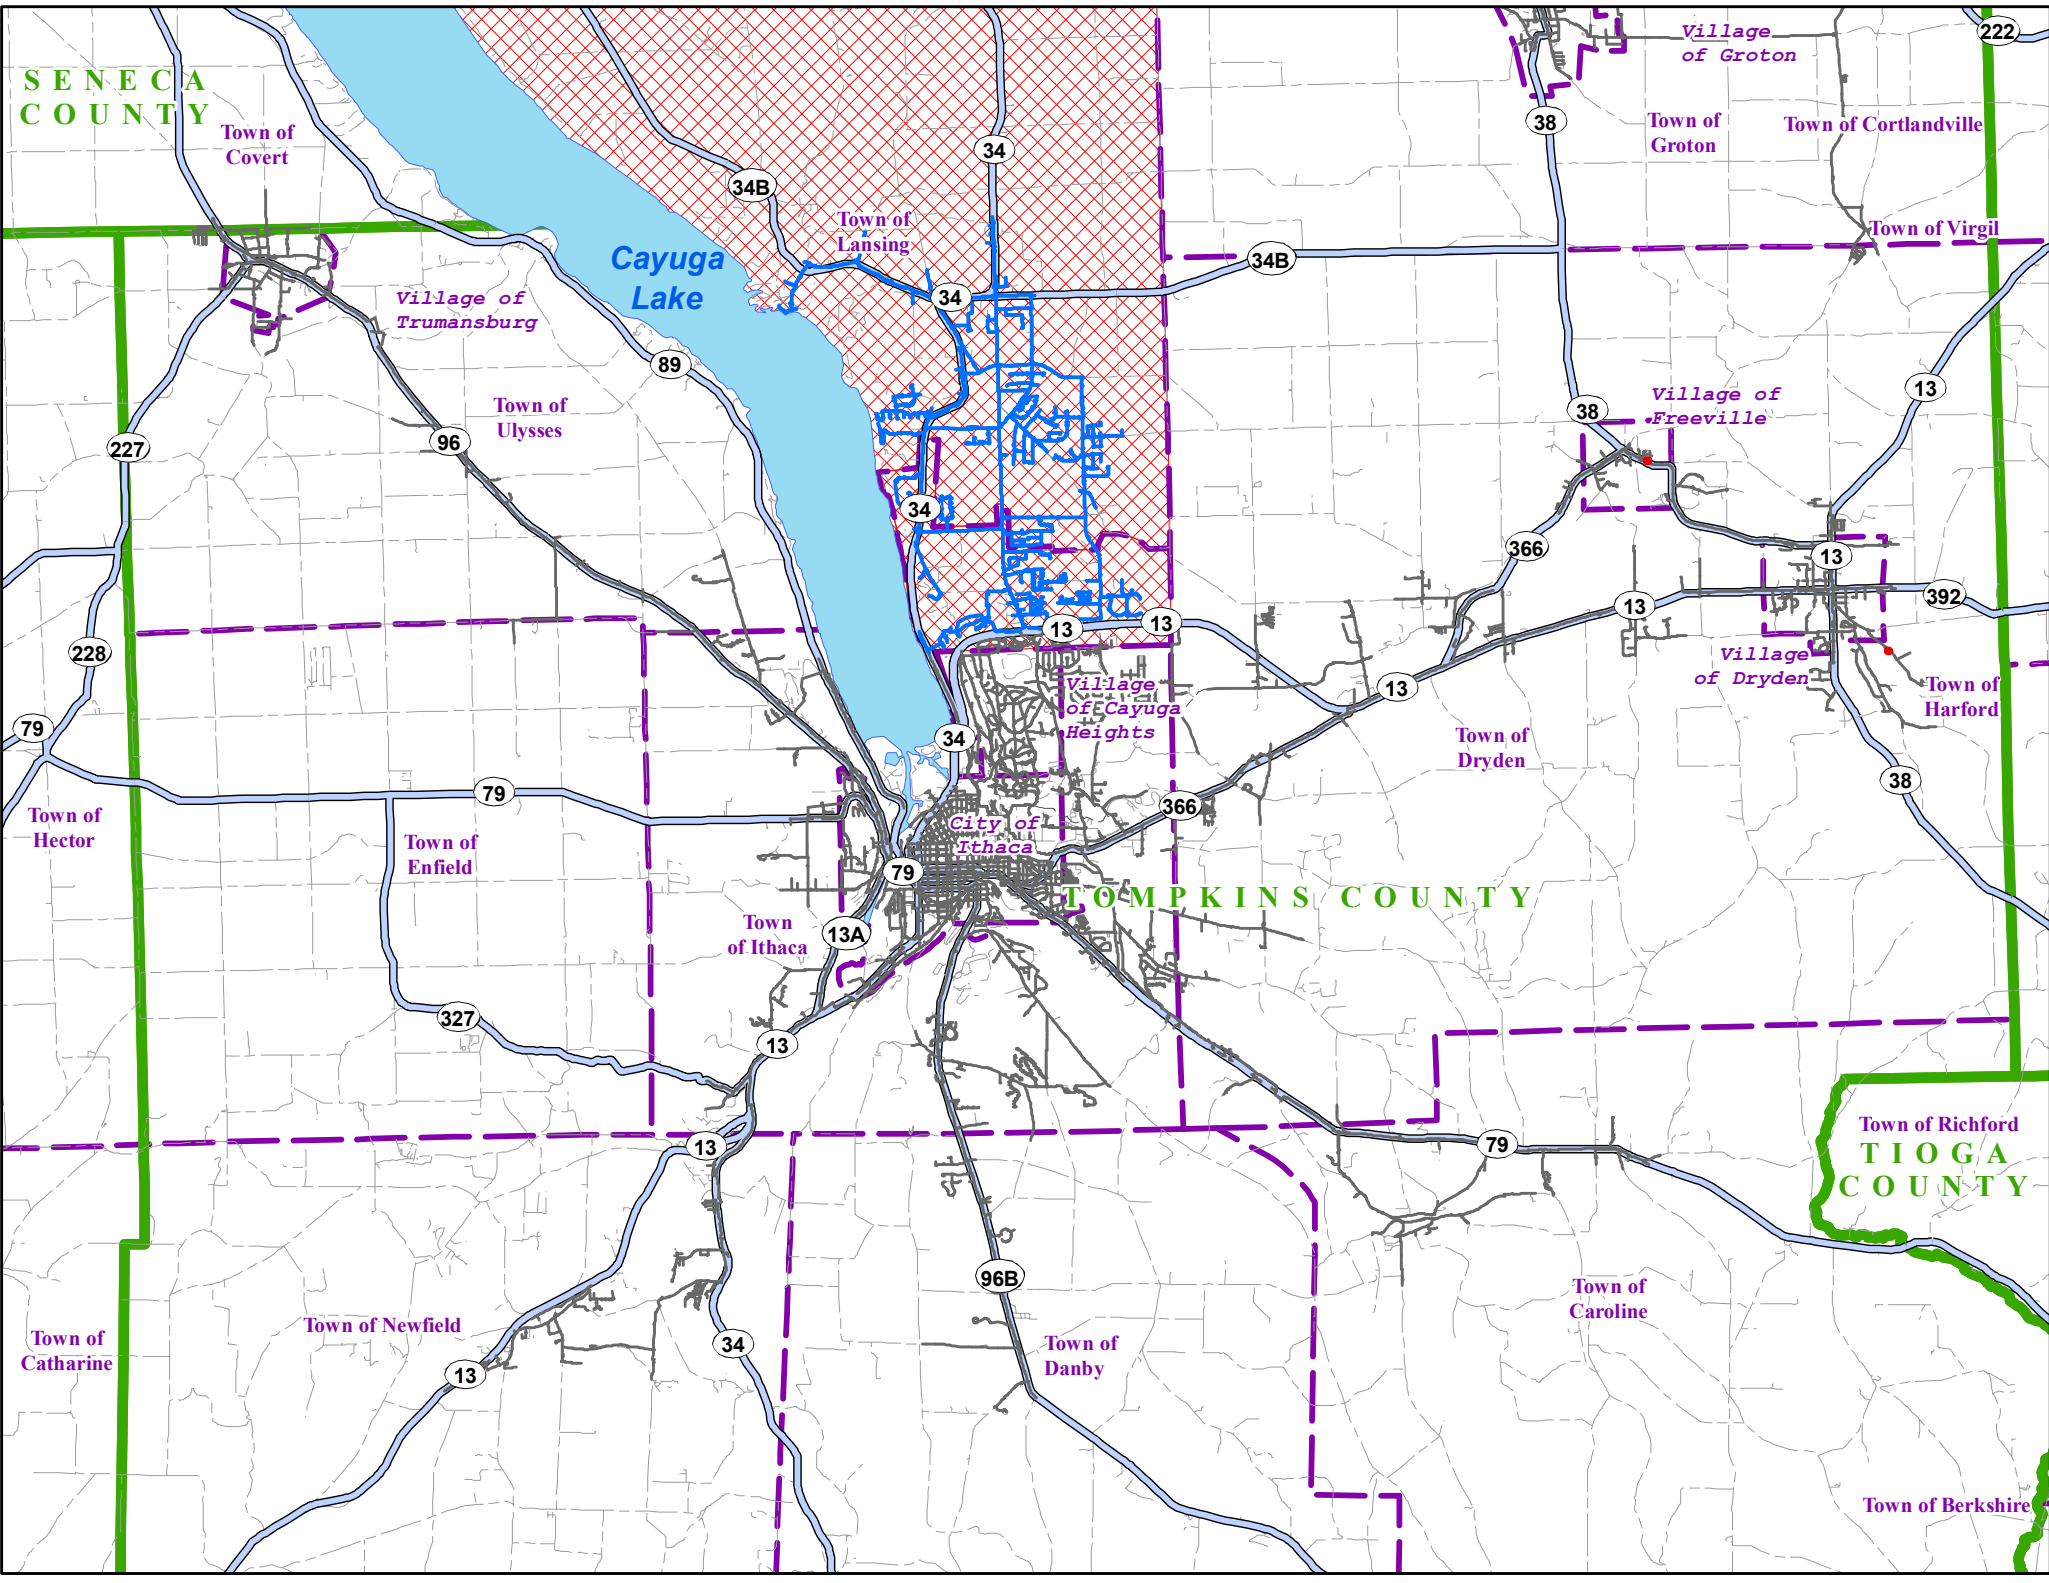 222
Village
of Groton
SENECA
COUNTY
38
Town of
Groton
Town of Cortlandville
Town of
Covert
34
34B
Town of
Lansing
Town of Virgil
Cayuga
Lake
34B
34
Village of
Trumansburg
89
13
Village of
Freeville
38
Town of
Ulysses
227
96
34
366
13
392
13
13
13
228
Village
of Dryden
Village
of Cayuga
Heights
13
Town of
Harford
79
34
Town of
Dryden
38
79
366
Town of
Hector
City of
Ithaca
Town of
Enfield
79
TOMPKINS COUNTY
Town
of Ithaca
13A
327
13
Town of Richford
TIOGA
COUNTY
13
79
96B
Town of
Caroline
Town of Newfield
Town of
Catharine
34
Town of
Danby
13
Town of Berkshire